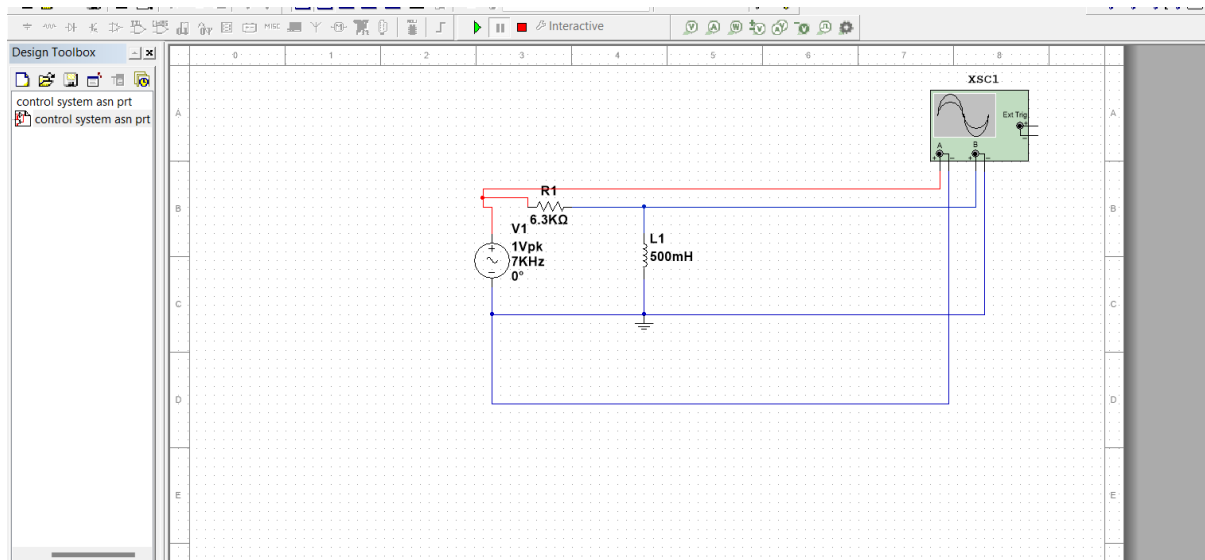 Interactive
Design Toolbox
control system asn prt
control system asn prt
0 1 2 3 4 5 6 7 8
A A
B B
C C
D D
E E
XSC1
Ext Trig
A B
R1
6.3KΩ
V1
1Vpk
7KHz
0°
L1
500mH
MISC